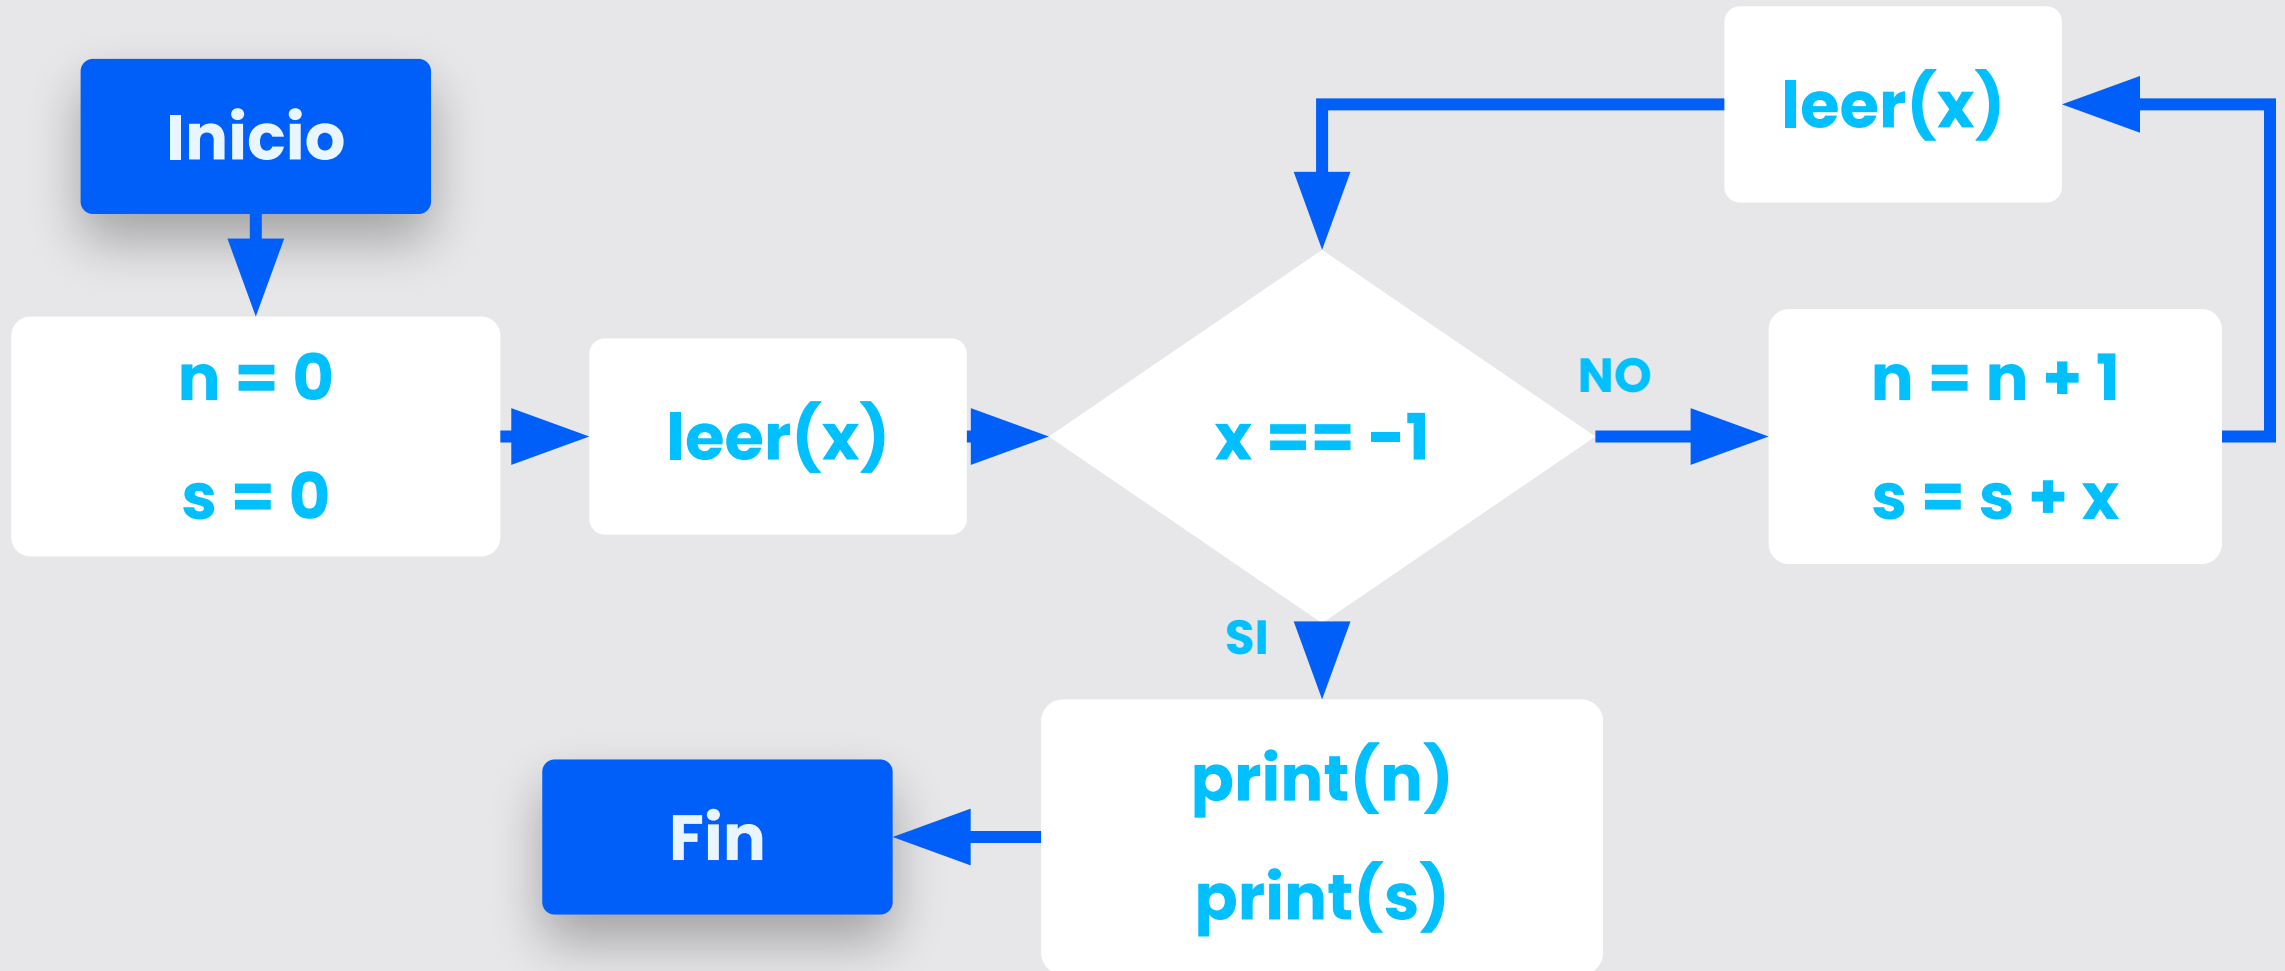 Inicio
n = 0
s = 0
leer(x)
x == -1
NO
n = n + 1
s = s + x
leer(x)
SI
print(n)
print(s)
Fin